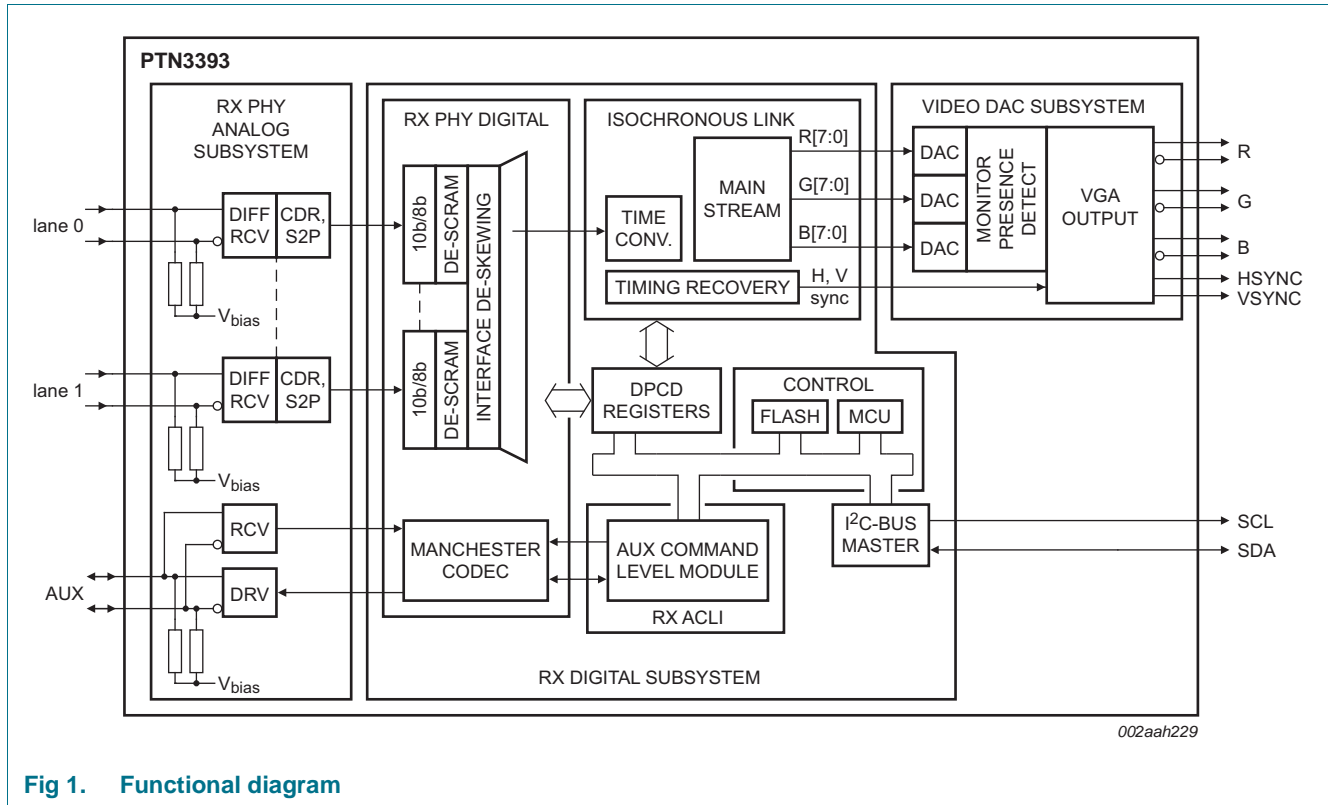 PTN3393
RX PHY
ANALOG
SUBSYSTEM
RX PHY DIGITAL
ISOCHRONOUS LINK
VIDEO DAC SUBSYSTEM
lane 0
DIFF
RCV
CDR,
S2P
Vbias
10b/8b
DE-SCRAM
INTERFACE DE-SKEWING
TIME
CONV.
MAIN
STREAM
R[7:0]
G[7:0]
B[7:0]
TIMING RECOVERY
H, V
sync
DAC
DAC
DAC
MONITOR
PRESENCE
DETECT
VGA
OUTPUT
R
G
B
HSYNC
VSYNC
lane 1
DIFF
RCV
CDR,
S2P
Vbias
10b/8b
DE-SCRAM
DPCD
REGISTERS
CONTROL
FLASH
MCU
AUX
RCV
DRV
Vbias
MANCHESTER
CODEC
AUX COMMAND
LEVEL MODULE
RX ACLI
I2C-BUS
MASTER
SCL
SDA
RX DIGITAL SUBSYSTEM
002aah229
Fig 1. Functional diagram